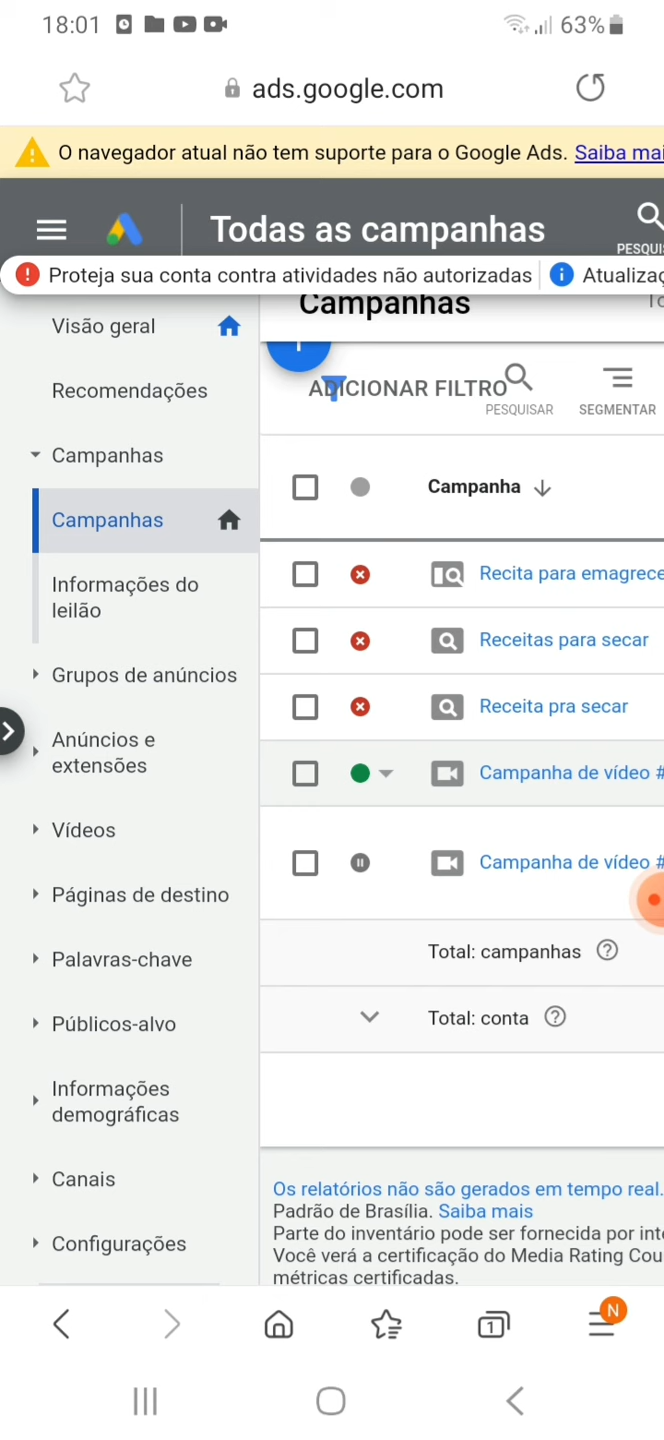 18:01
63%
ads.google.com
O navegador atual não tem suporte para o Google Ads. Saiba mai
Todas as campanhas
PESQUIS
Proteja sua conta contra atividades não autorizadas
Atualizaç
Campanhas
Visão geral
Recomendações
Campanhas
Campanhas
Informações do
leilão
Grupos de anúncios
Anúncios e
extensões
Vídeos
Páginas de destino
Palavras-chave
Públicos-alvo
Informações
demográficas
Canais
Configurações
ADICIONAR FILTRO
PESQUISAR
SEGMENTAR
Campanha
Recita para emagrece
Receitas para secar
Receita pra secar
Campanha de vídeo #
Campanha de vídeo #
Total: campanhas
Total: conta
Os relatórios não são gerados em tempo real.
Padrão de Brasília. Saiba mais
Parte do inventário pode ser fornecida por inte
Você verá a certificação do Media Rating Cou
métricas certificadas.
1
N